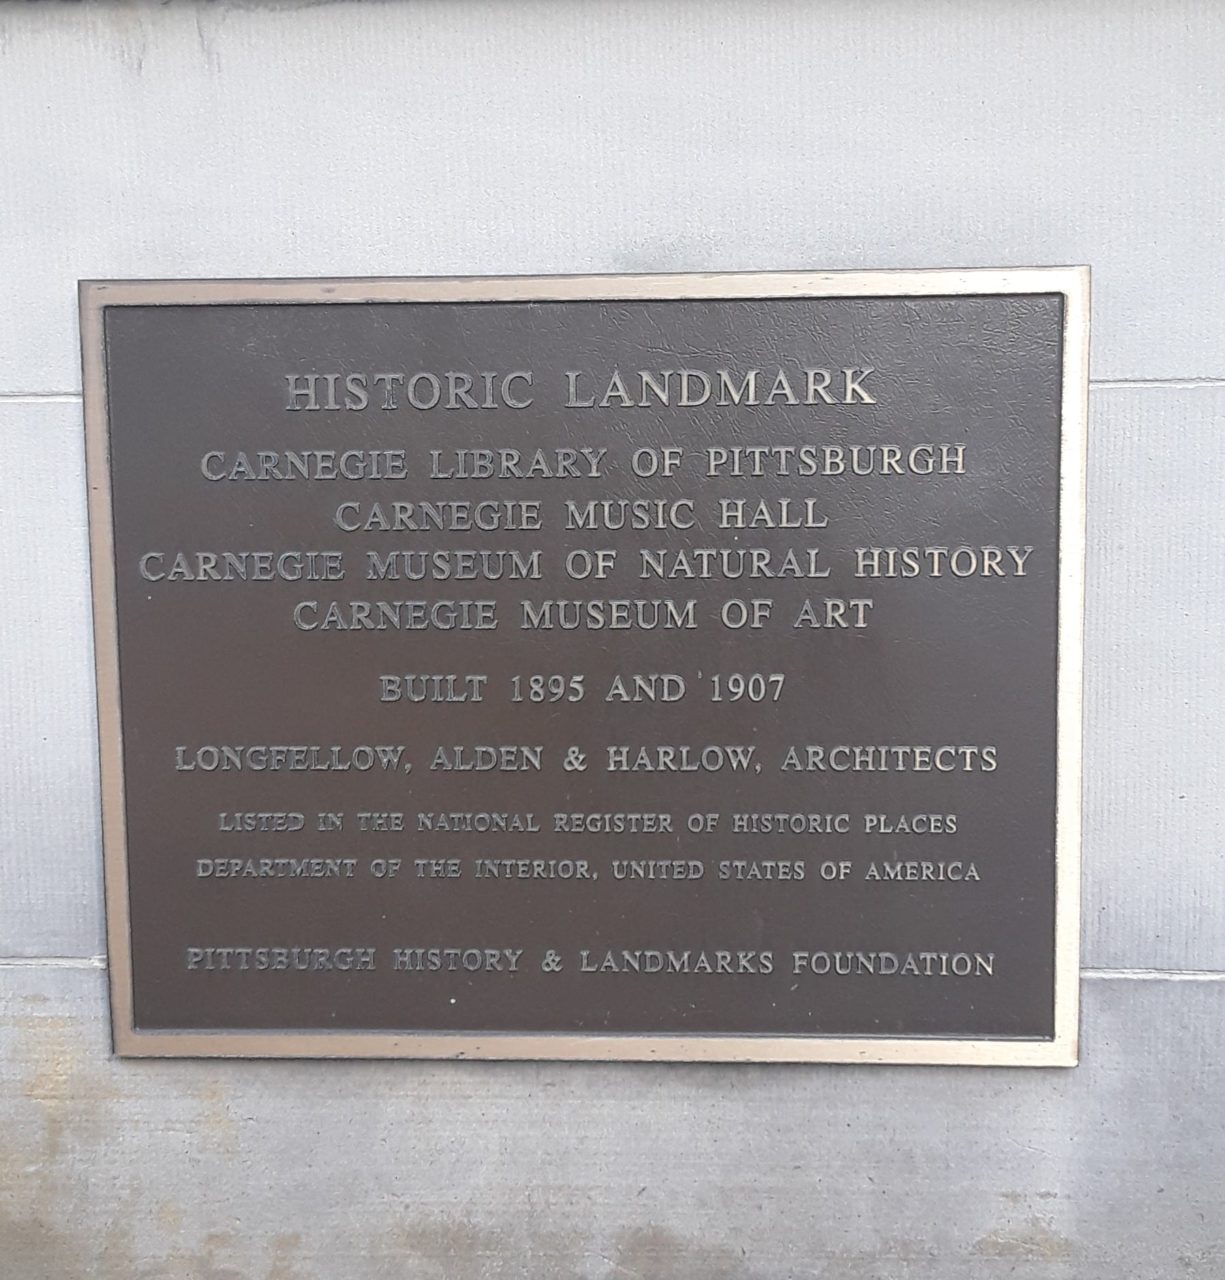 HISTORIC LANDMARK
CARNEGIE LIBRARY OF PITTSBURGH
CARNEGIE MUSIC HALL
CARNEGIE MUSEUM OF NATURAL HISTORY
CARNEGIE MUSEUM OF ART
BUILT 1895 AND 1907
LONGFELLOW, ALDEN & HARLOW, ARCHITECTS
LISTED IN THE NATIONAL REGISTER OF HISTORIC PLACES
DEPARTMENT OF THE INTERIOR, UNITED STATES OF AMERICA
PITTSBURGH HISTORY & LANDMARKS FOUNDATION